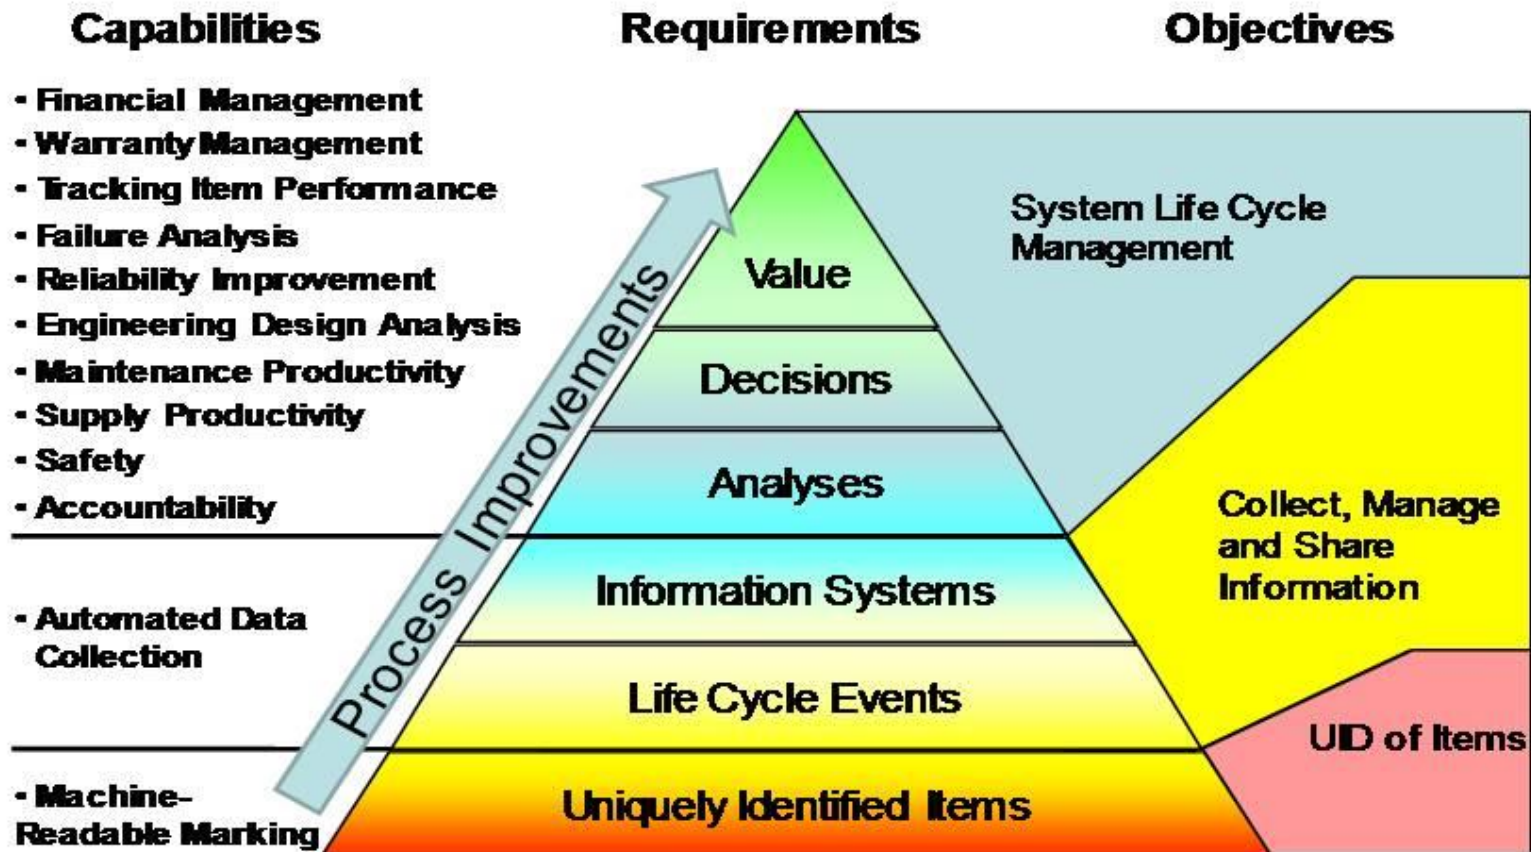 Capabilities
Requirements
Objectives
- Financial Management
- Warranty Management
- Tracking Item Performance
- Failure Analysis
- Reliability Improvement
- Engineering Design Analysis
- Maintenance Productivity
- Supply Productivity
- Safety
- Accountability
- Automated Data
Collection
- Machine-
Readable Marking
Process Improvements
Value
Decisions
Analyses
Information Systems
Life Cycle Events
Uniquely Identified Items
System Life Cycle
Management
Collect, Manage
and Share
Information
UID of Items